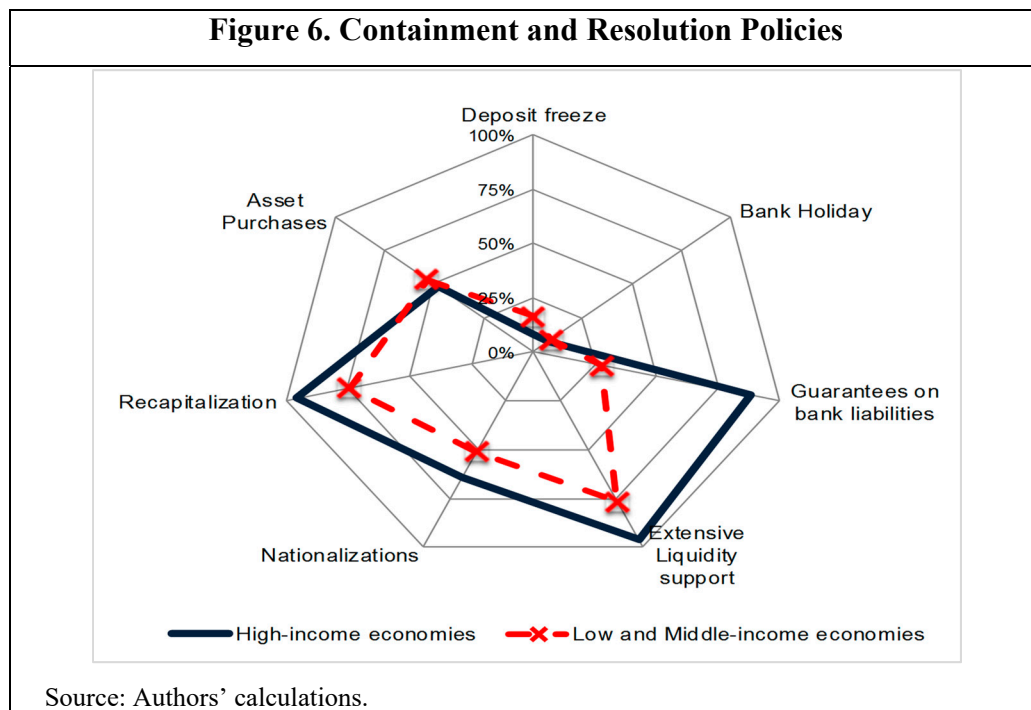 Figure 6. Containment and Resolution Policies
Deposit freeze
100%
75%
50%
25%
0%
Asset
Purchases
Bank Holiday
Recapitalization
Guarantees on
bank liabilities
Nationalizations
Extensive
Liquidity
support
High-income economies
Low and Middle-income economies
Source: Authors’ calculations.